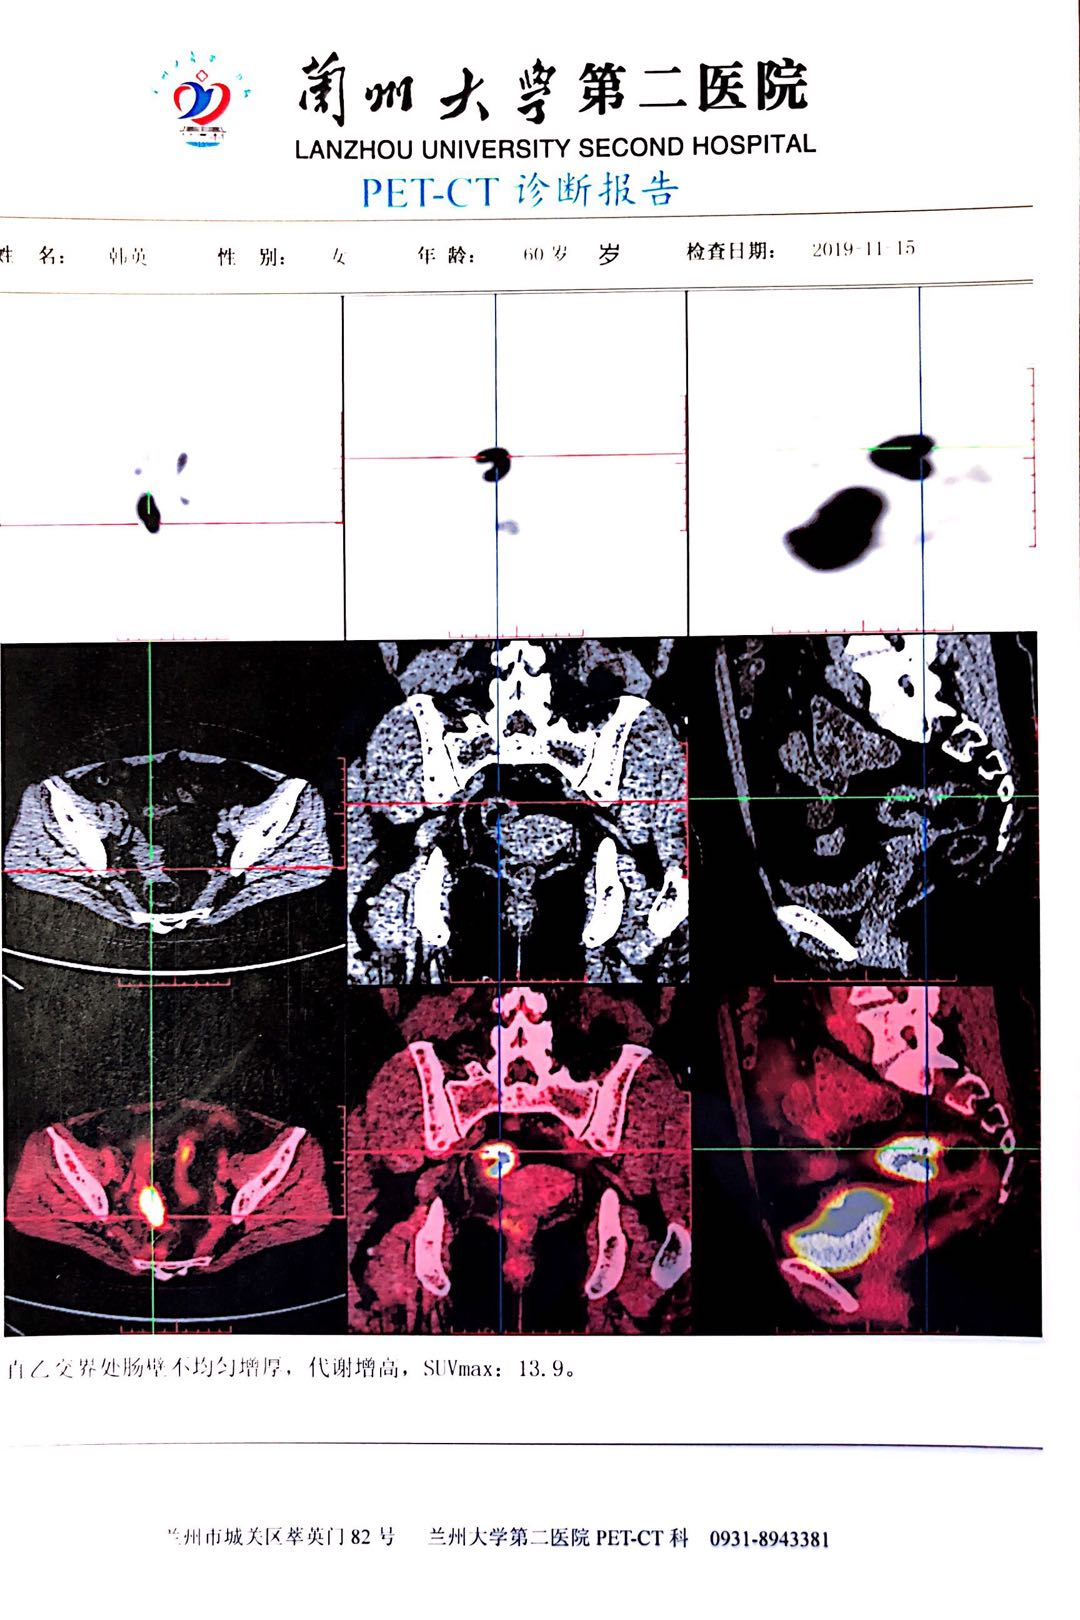 兰州大学第二医院
LANZHOU UNIVERSITY SECOND HOSPITAL
PET-CT 诊断报告
姓 名： 韩英 性 别： 女 年 龄： 60岁 岁 检查日期： 2019-11-15
直乙交界处肠壁不均匀增厚，代谢增高，SUVmax：13.9。
兰州市城关区萃英门 82 号 兰州大学第二医院 PET-CT 科 0931-8943381